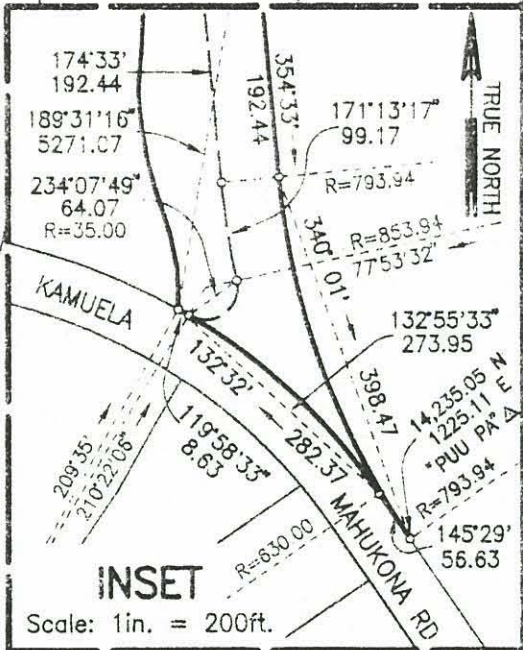 174°33'
192.44
189°31'16"
5271.07
234°07'49"
64.07
R=35.00
354°33'
192.44
171°13'17"
99.17
TRUE NORTH
R=793.94
R=853.94
77°53'32"
340° 01'
398.47
KAMUELA
132°55'33"
273.95
132°32'
282.37
14,235.05 N
1225.11 E
"PUU PA" △
R=793.94
119°58'33"
8.63
209°35'
210°22'06"
MAHUKONA RD
145°29'
56.63
R=630.00
INSET
Scale: 1in. = 200ft.